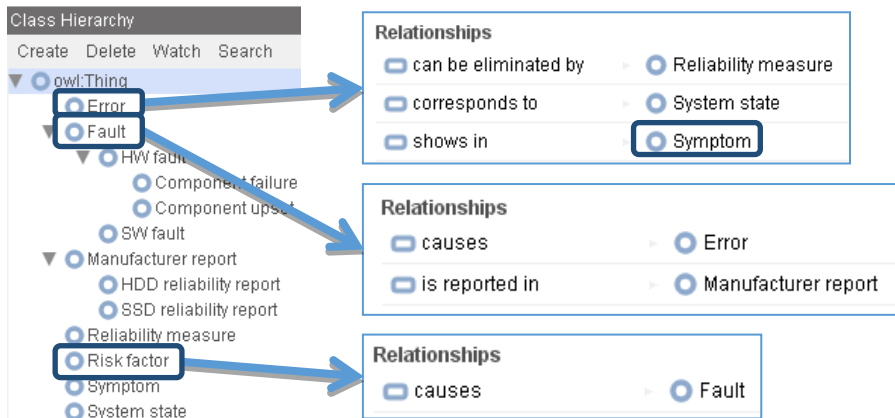 Class Hierarchy
Create Delete Watch Search
owl:Thing
Error
Fault
HW fault
Component failure
Component upset
SW fault
Manufacturer report
HDD reliability report
SSD reliability report
Reliability measure
Risk factor
Symptom
System state
Relationships
can be eliminated by Reliability measure
corresponds to System state
shows in Symptom
Relationships
causes Error
is reported in Manufacturer report
Relationships
causes Fault